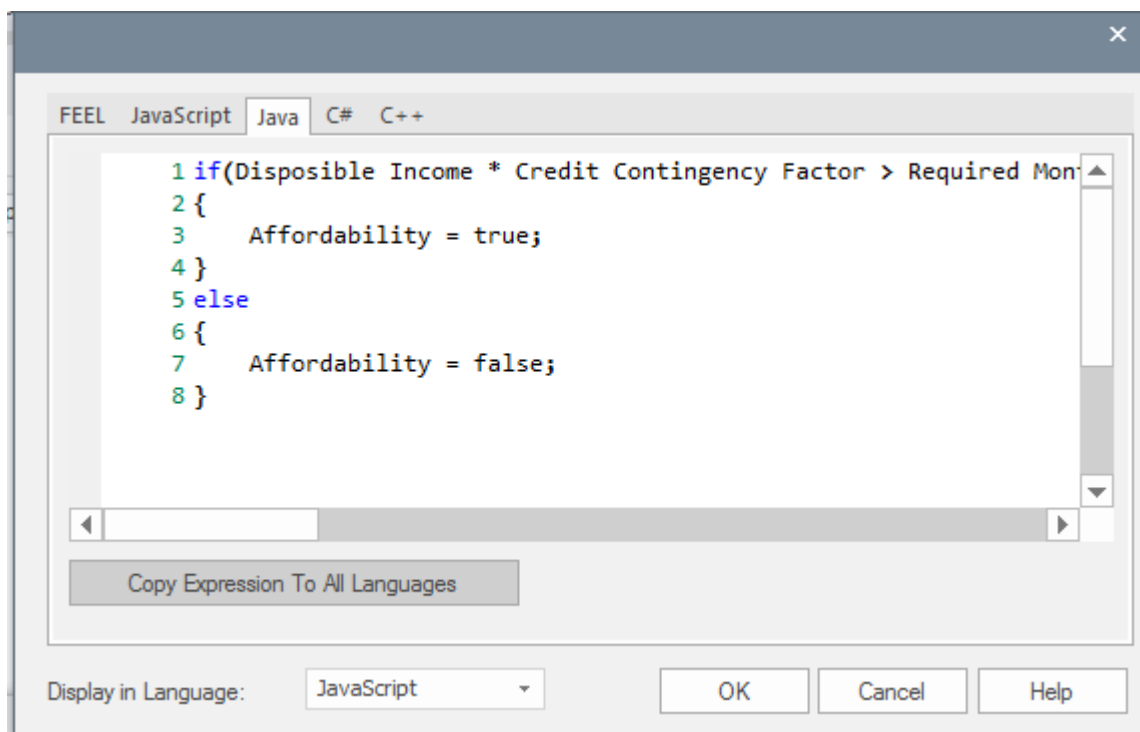 FEEL JavaScript Java C# C++
1 if(Disposible Income * Credit Contingency Factor > Required Mon
2 {
3 Affordability = true;
4 }
5 else
6 {
7 Affordability = false;
8 }
Copy Expression To All Languages
Display in Language: JavaScript OK Cancel Help